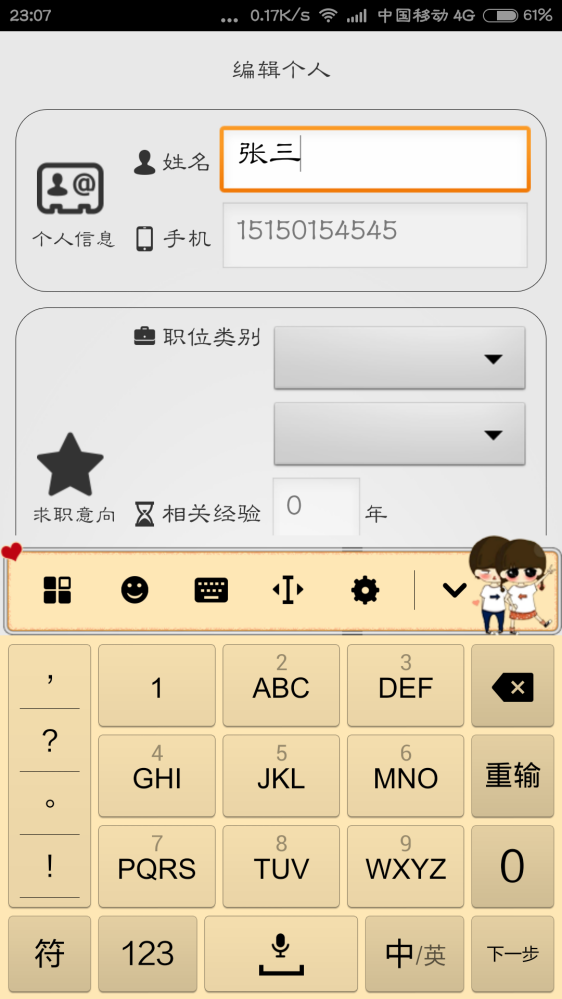 23:07 ... 0.17K/s 中国移动 4G 61%
编辑个人
姓名 张三
个人信息
手机 15150154545
职位类别
求职意向
相关经验 0 年
, 1 2 ABC 3 DEF
?
4 GHI 5 JKL 6 MNO 重输
。
! 7 PQRS 8 TUV 9 WXYZ 0
符 123 中/英 下一步